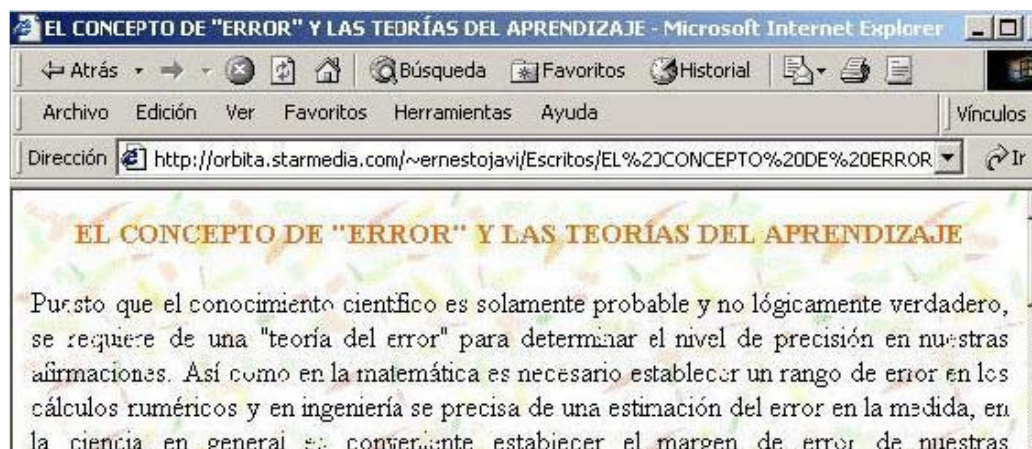 EL CONCEPTO DE "ERROR" Y LAS TEORÍAS DEL APRENDIZAJE - Microsoft Internet Explorer
Atrás Búsqueda Favoritos Historial
Archivo Edición Ver Favoritos Herramientas Ayuda Vínculos
Dirección http://orbita.starmedia.com/~ernestojavi/Escritos/EL%20CONCEPTO%20DE%20ERROR Ir
EL CONCEPTO DE "ERROR" Y LAS TEORÍAS DEL APRENDIZAJE
Puesto que el conocimiento científico es solamente probable y no lógicamente verdadero,
se requiere de una "teoría del error" para determinar el nivel de precisión en nuestras
afirmaciones. Así como en la matemática es necesario establecer un rango de error en los
cálculos numéricos y en ingeniería se precisa de una estimación del error en la medida, en
la ciencia en general es conveniente establecer el margen de error de nuestras